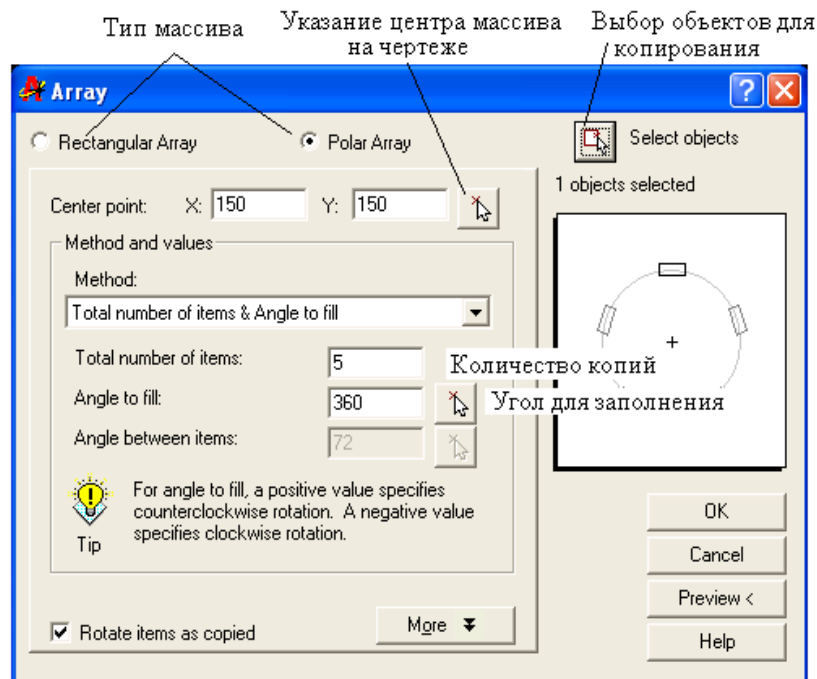 Тип массива
Указание центра массива
на чертеже
Выбор объектов для
копирования
Array
Rectangular Array
Polar Array
Select objects
1 objects selected
Center point: X: 150 Y: 150
Method and values
Method:
Total number of items & Angle to fill
Total number of items: 5
Количество копий
Angle to fill: 360
Угол для заполнения
Angle between items: 72
For angle to fill, a positive value specifies
counterclockwise rotation. A negative value
specifies clockwise rotation.
Tip
Rotate items as copied
More
OK
Cancel
Preview <
Help